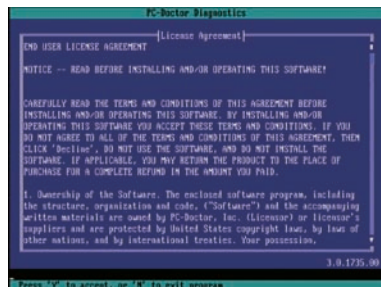 PC-Doctor Diagnostics
License Agreement
END USER LICENSE AGREEMENT
NOTICE -- READ BEFORE INSTALLING AND/OR OPERATING THIS SOFTWARE!
CAREFULLY READ THE TERMS AND CONDITIONS OF THIS AGREEMENT BEFORE
INSTALLING AND/OR OPERATING THIS SOFTWARE. BY INSTALLING AND/OR
OPERATING THIS SOFTWARE YOU ACCEPT THESE TERMS AND CONDITIONS. IF YOU
DO NOT AGREE TO ALL OF THE TERMS AND CONDITIONS OF THIS AGREEMENT, THEN
CLICK 'Decline', DO NOT USE THE SOFTWARE, AND DO NOT INSTALL THE
SOFTWARE. IF APPLICABLE, YOU MAY RETURN THE PRODUCT TO THE PLACE OF
PURCHASE FOR A COMPLETE REFUND IN THE AMOUNT YOU PAID.
1. Ownership of the Software. The enclosed software program, including
the structure, organization and code, ("Software") and the accompanying
written materials are owned by PC-Doctor, Inc. (Licensor) or licensor's
suppliers and are protected by United States copyright laws, by laws of
other nations, and by international treaties. Your possession,
3.0.1735.00
Press 'Y' to accept, or 'N' to exit program